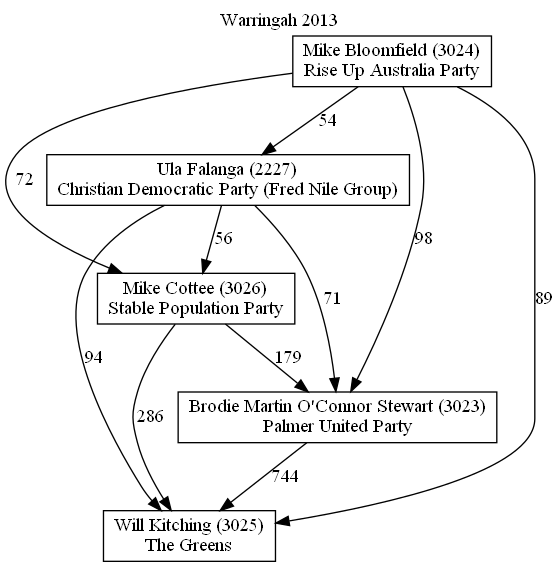 Warringah 2013
Mike Bloomfield (3024)
Rise Up Australia Party
54
Ula Falanga (2227)
Christian Democratic Party (Fred Nile Group)
72
56
98
Mike Cottee (3026)
Stable Population Party
71
89
94
179
Brodie Martin O'Connor Stewart (3023)
Palmer United Party
286
744
Will Kitching (3025)
The Greens